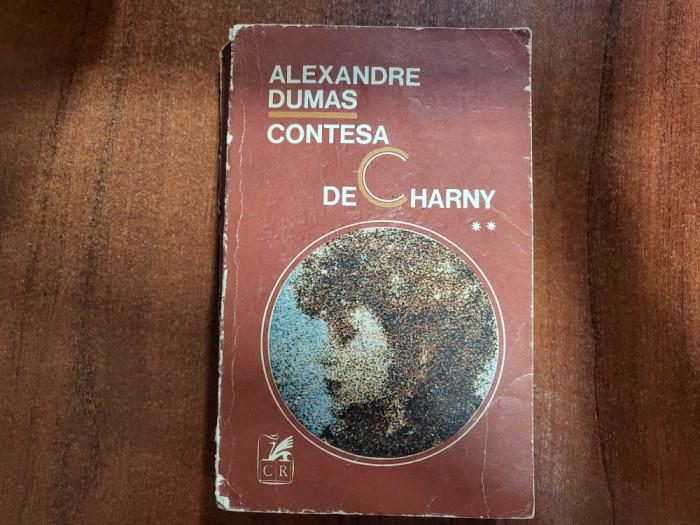 ALEXANDRE
DUMAS
CONTESA
DE CHARNY
**
CR